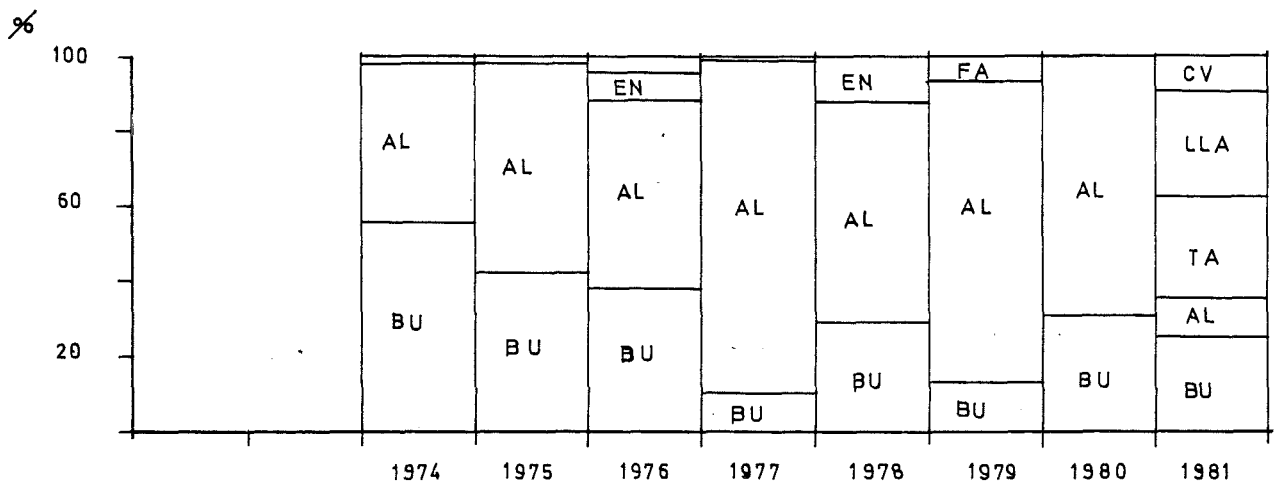 %
100
EN FA CV
EN
AL LLA
AL
60 AL AL AL
AL AL
TA
BU AL
20 BU BU BU BU
BU BU BU
1974 1975 1976 1977 1978 1979 1980 1981